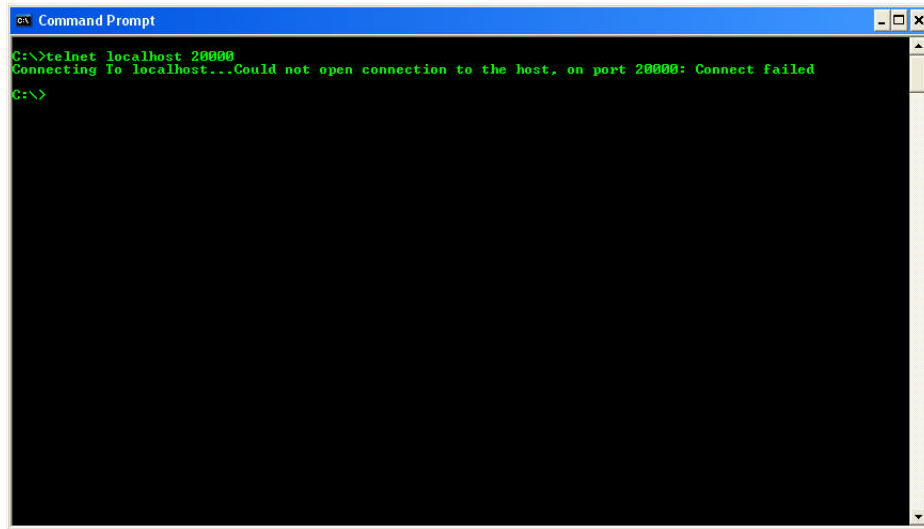 Command Prompt
C:\>telnet localhost 20000
Connecting To localhost...Could not open connection to the host, on port 20000: Connect failed
C:\>